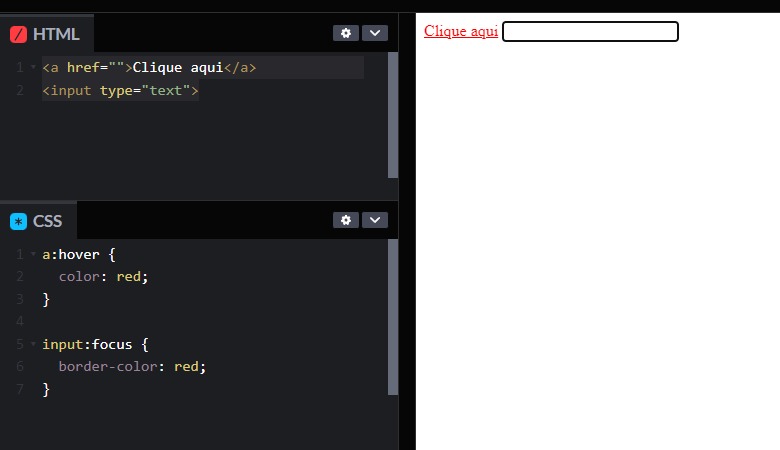 HTML
1 <a href="">Clique aqui</a>
2 <input type="text">
CSS
1 a:hover {
2   color: red;
3 }
4
5 input:focus {
6   border-color: red;
7 }
Clique aqui